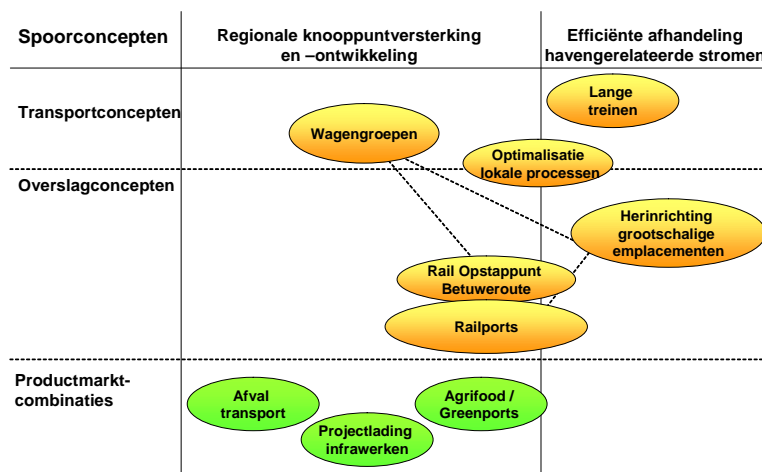 Spoorconcepten
Regionale knooppuntversterking
en –ontwikkeling
Efficiënte afhandeling
havengerelateerde stromen
Transportconcepten
Lange
treinen
Wagengroepen
Optimalisatie
lokale processen
Overslagconcepten
Herinrichting
grootschalige
emplacementen
Rail Opstappunt
Betuweroute
Railports
Productmarkt-
combinaties
Afval
transport
Agrifood /
Greenports
Projectlading
infrawerken